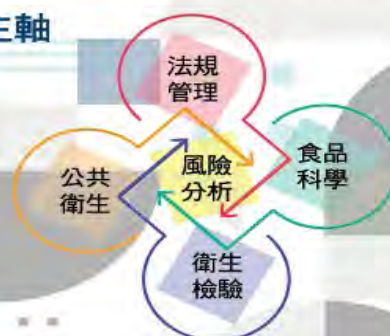 主軸
法規
管理
公共
衛生
風險
分析
食品
科學
衛生
檢驗